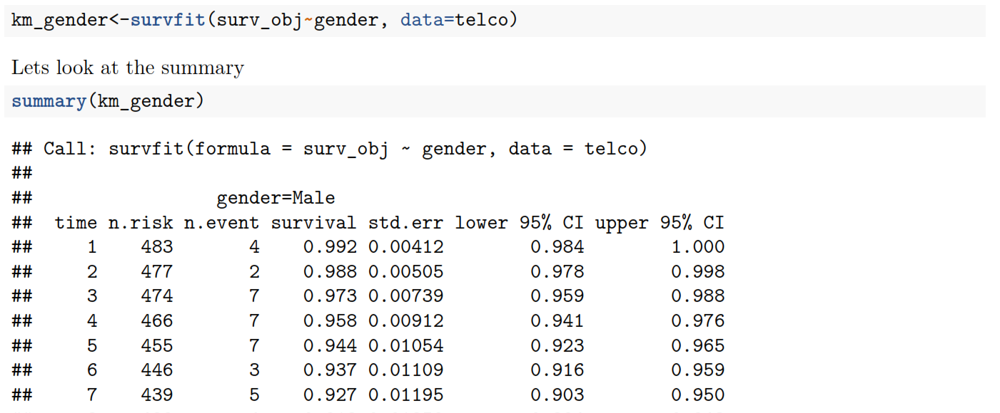 km_gender<-survfit(surv_obj~gender, data=telco)
Lets look at the summary
summary(km_gender)
## Call: survfit(formula = surv_obj ~ gender, data = telco)
##
## gender=Male
## time n.risk n.event survival std.err lower 95% CI upper 95% CI
## 1 483 4 0.992 0.00412 0.984 1.000
## 2 477 2 0.988 0.00505 0.978 0.998
## 3 474 7 0.973 0.00739 0.959 0.988
## 4 466 7 0.958 0.00912 0.941 0.976
## 5 455 7 0.944 0.01054 0.923 0.965
## 6 446 3 0.937 0.01109 0.916 0.959
## 7 439 5 0.927 0.01195 0.903 0.950